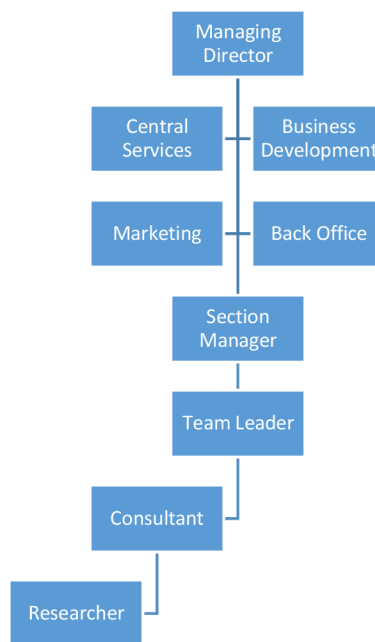 Managing
Director
Central
Services
Business
Development
Marketing
Back Office
Section
Manager
Team Leader
Consultant
Researcher